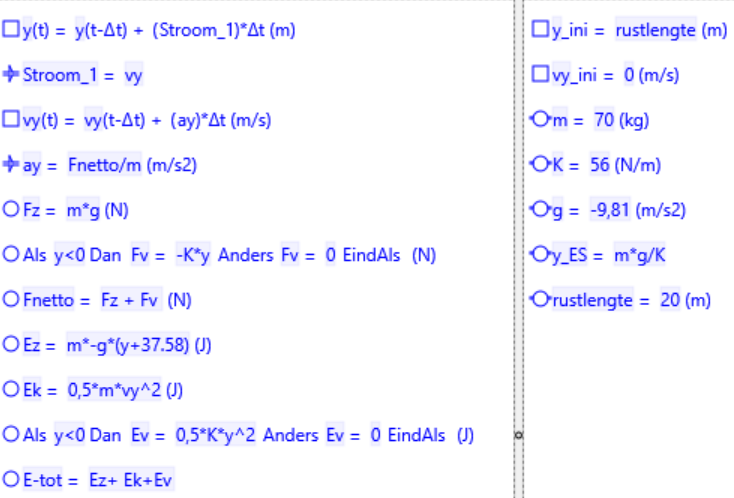 y(t) = y(t-Δt) + (Stroom_1)*Δt (m)
Stroom_1 = vy
vy(t) = vy(t-Δt) + (ay)*Δt (m/s)
ay = Fnetto/m (m/s2)
Fz = m*g (N)
Als y<0 Dan Fv = -K*y Anders Fv = 0 EindAls (N)
Fnetto = Fz + Fv (N)
Ez = m*-g*(y+37.58) (J)
Ek = 0,5*m*vy^2 (J)
Als y<0 Dan Ev = 0,5*K*y^2 Anders Ev = 0 EindAls (J)
E-tot = Ez+ Ek+Ev
y_ini = rustlengte (m)
vy_ini = 0 (m/s)
m = 70 (kg)
K = 56 (N/m)
g = -9,81 (m/s2)
y_ES = m*g/K
rustlengte = 20 (m)